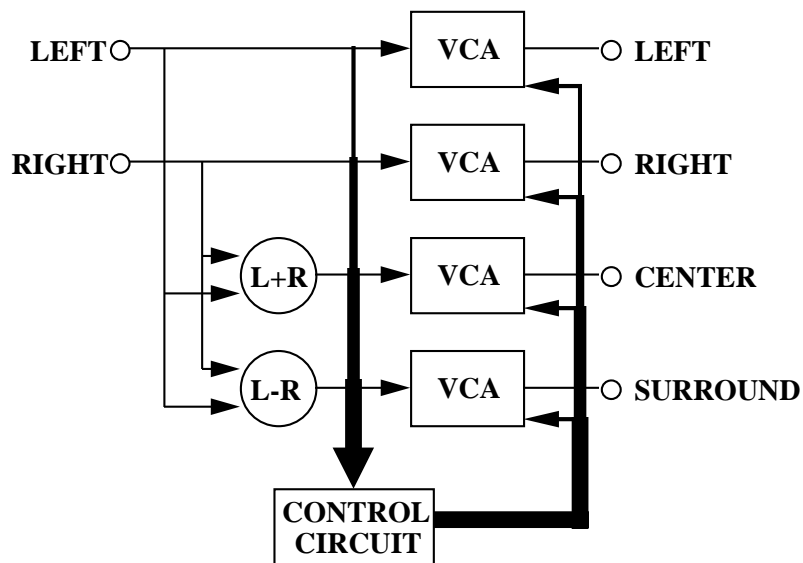 LEFT VCA LEFT
RIGHT VCA RIGHT
L+R VCA CENTER
L-R VCA SURROUND
CONTROL
CIRCUIT